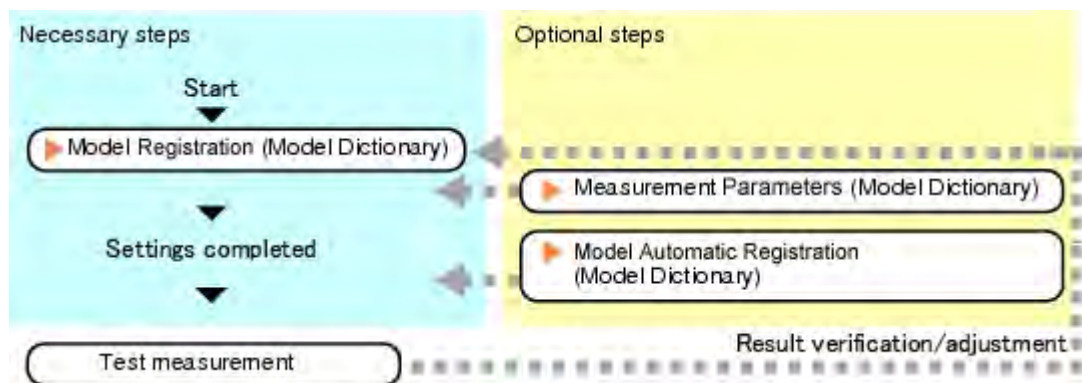 Necessary steps
Optional steps
Start
Model Registration (Model Dictionary)
Measurement Parameters (Model Dictionary)
Settings completed
Model Automatic Registration
(Model Dictionary)
Result verification/adjustment
Test measurement